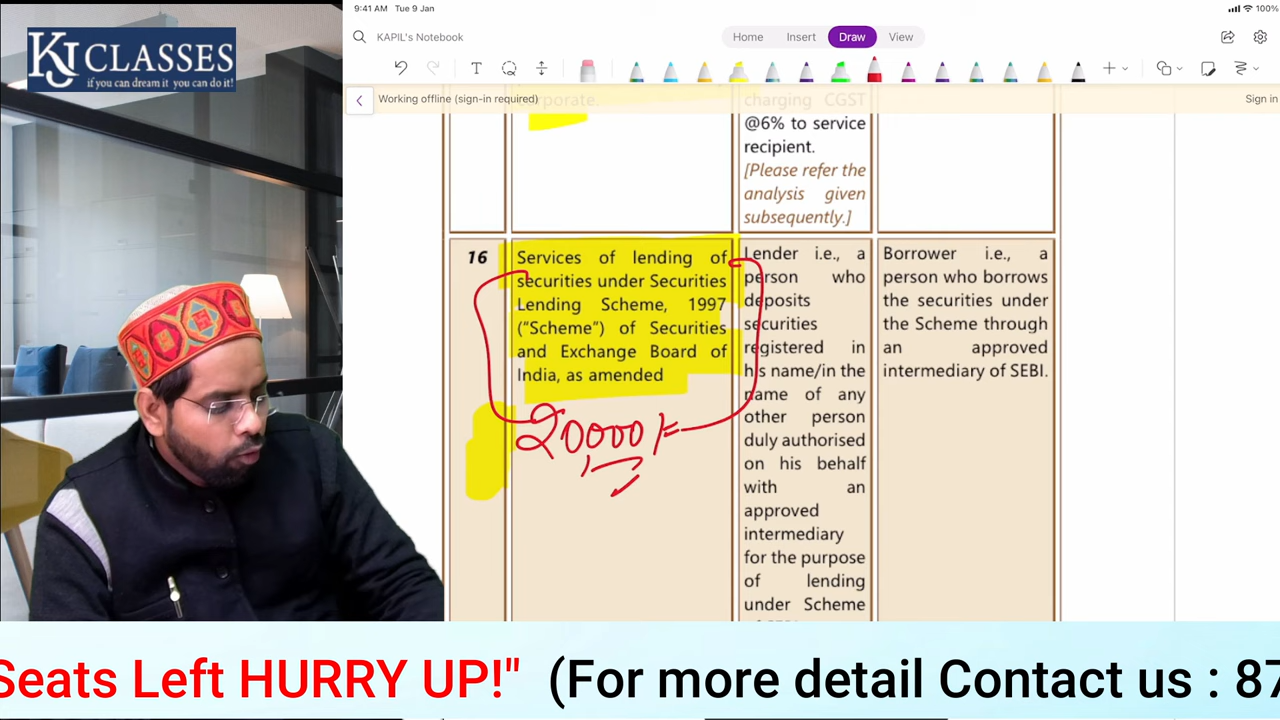 9:41 AM Tue 9 Jan
100%
KJ CLASSES
if you can dream it you can do it!
KAPIL's Notebook
Home Insert Draw View
Working offline (sign-in required)
Sign in
corporate.
charging CGST
@6% to service
recipient.
[Please refer the
analysis given
subsequently.]
16
Services of lending of
securities under Securities
Lending Scheme, 1997
("Scheme") of Securities
and Exchange Board of
India, as amended
20,000/=
Lender i.e., a
person who
deposits
securities
registered in
his name/in the
name of any
other person
duly authorised
on his behalf
with an
approved
intermediary
for the purpose
of lending
under Scheme
Borrower i.e., a
person who borrows
the securities under
the Scheme through
an approved
intermediary of SEBI.
Seats Left HURRY UP!" (For more detail Contact us : 87